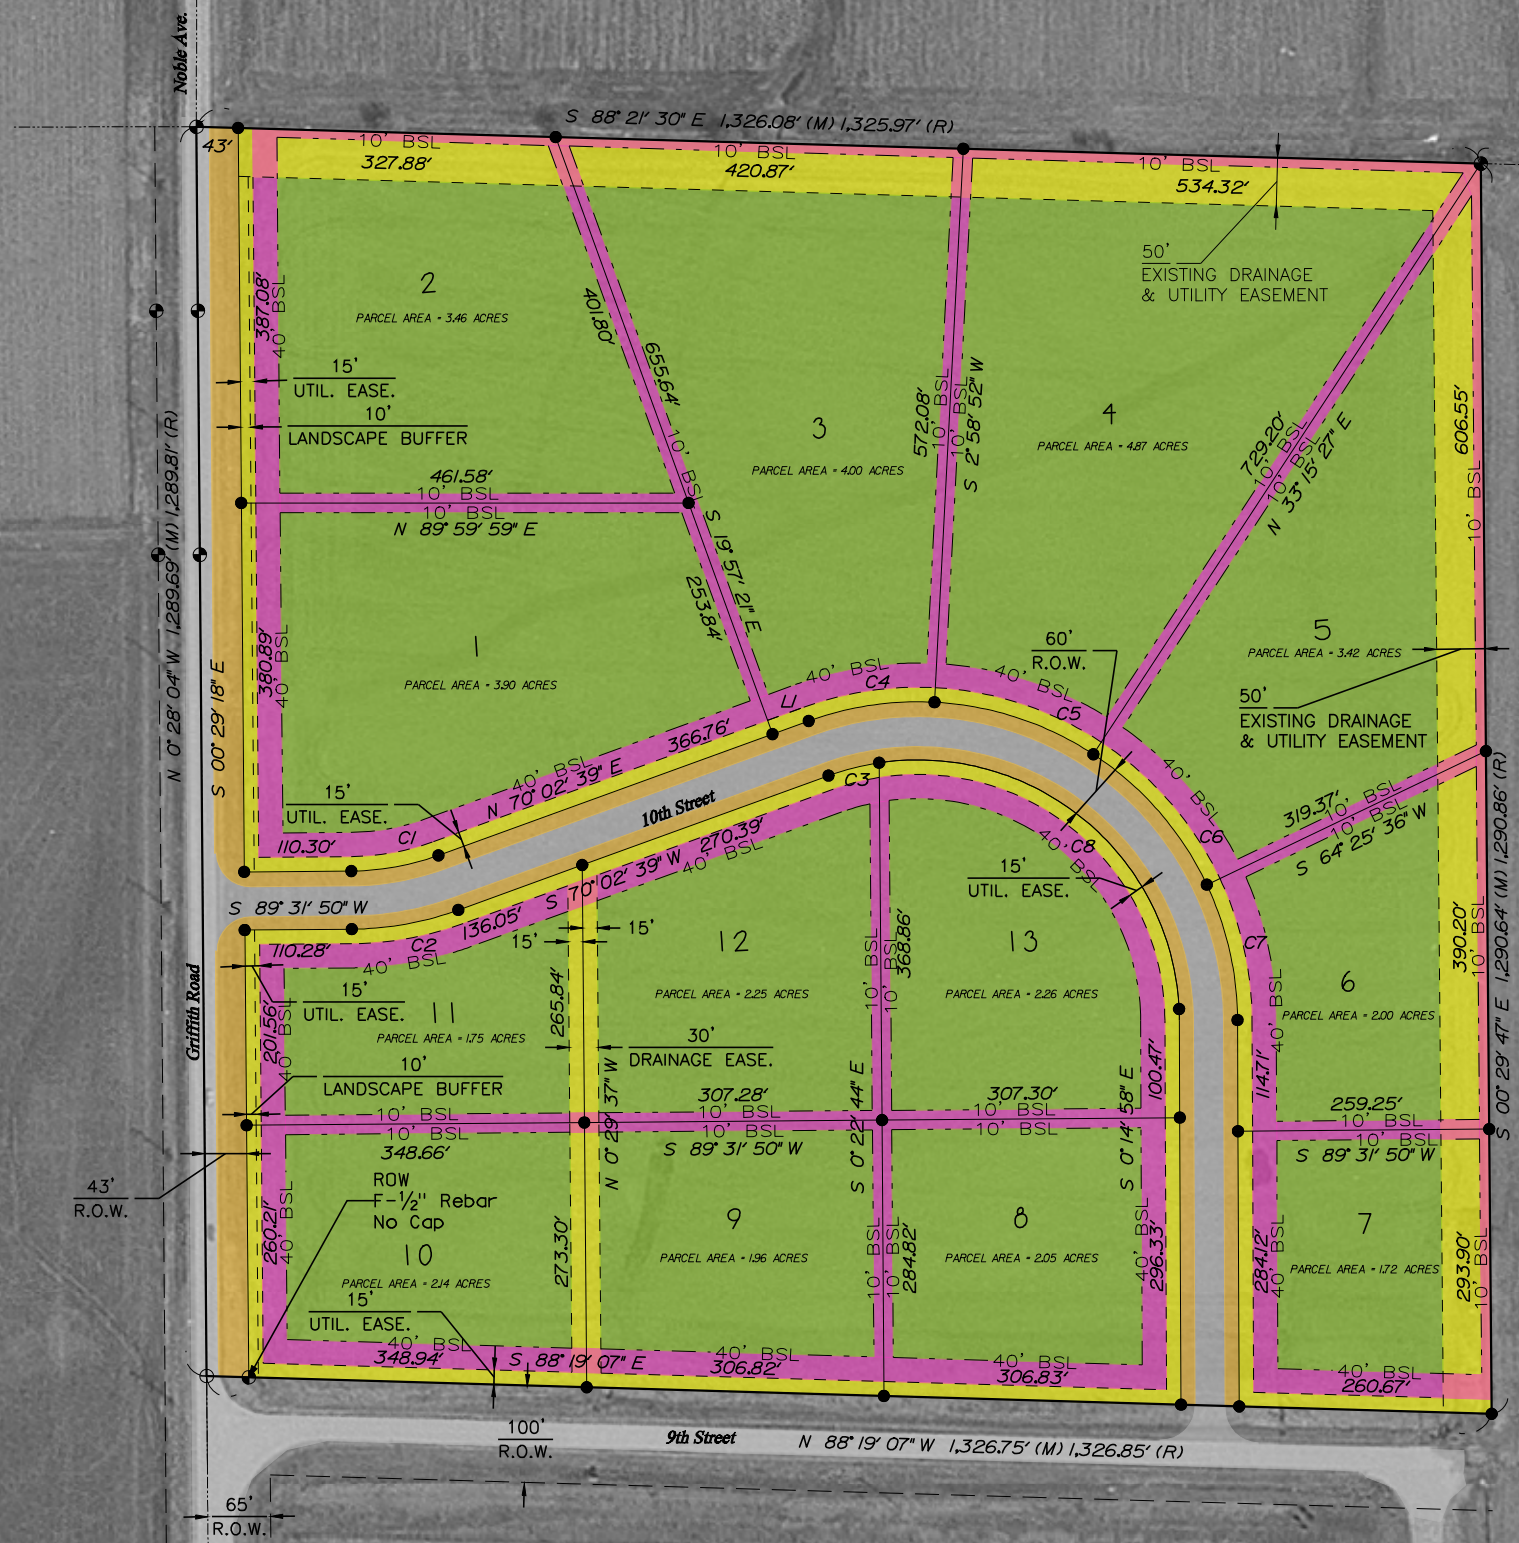 Noble Ave.
S 88° 21' 30" E 1,326.08' (M) 1,325.97' (R)
43'
10' BSL
327.88'
10' BSL
420.87'
10' BSL
534.32'
50'
EXISTING DRAINAGE
& UTILITY EASEMENT
2
PARCEL AREA = 3.46 ACRES
387.08'
40' BSL
15'
UTIL. EASE.
10'
LANDSCAPE BUFFER
401.80'
655.64'
10' BSL
461.58'
10' BSL
10' BSL
N 89° 59' 59" E
3
PARCEL AREA = 4.00 ACRES
572.08'
10' BSL
10' BSL
S 2° 58' 52" W
4
PARCEL AREA = 4.87 ACRES
729.20'
10' BSL
10' BSL
N 33° 15' 27" E
606.55'
10' BSL
N 0° 28' 04" W 1,289.69' (M) 1,289.81' (R)
S 00° 29' 18" E
380.89'
40' BSL
1
PARCEL AREA = 3.90 ACRES
S 19° 57' 21" E
253.84'
5
PARCEL AREA = 3.42 ACRES
60'
R.O.W.
50'
EXISTING DRAINAGE
& UTILITY EASEMENT
40' BSL
C4
L1
40' BSL
C5
366.76'
40' BSL
N 70° 02' 39" E
15'
UTIL. EASE.
110.30'
C1
10th Street
C3
40' BSL
C6
319.37'
10' BSL
10' BSL
S 64° 25' 36" W
S 89° 31' 50" W
S 70° 02' 39" W 270.39'
40' BSL
40' BSL
C8
15'
UTIL. EASE.
110.28'
C2
136.05'
40' BSL
15'
15'
12
PARCEL AREA = 2.25 ACRES
368.86'
10' BSL
10' BSL
13
PARCEL AREA = 2.26 ACRES
C7
6
PARCEL AREA = 2.00 ACRES
390.20'
10' BSL
S 00° 29' 47" E 1,290.64' (M) 1,290.86' (R)
Griffith Road
15'
UTIL. EASE.
11
PARCEL AREA = 1.75 ACRES
201.56'
40' BSL
265.84'
30'
DRAINAGE EASE.
10'
LANDSCAPE BUFFER
10' BSL
10' BSL
348.66'
N 0° 29' 37" W
307.28'
10' BSL
10' BSL
S 89° 31' 50" W
S 0° 22' 44" E
307.30'
10' BSL
10' BSL
S 0° 14' 58" E
100.47'
114.71'
40' BSL
259.25'
10' BSL
10' BSL
S 89° 31' 50" W
43'
R.O.W.
ROW
F-1/2" Rebar
No Cap
260.21'
40' BSL
10
PARCEL AREA = 2.14 ACRES
15'
UTIL. EASE.
273.30'
9
PARCEL AREA = 1.96 ACRES
10' BSL
10' BSL
284.82'
8
PARCEL AREA = 2.05 ACRES
40' BSL
296.33'
284.12'
40' BSL
7
PARCEL AREA = 1.72 ACRES
293.90'
10' BSL
40' BSL
348.94'
S 88° 19' 07" E
40' BSL
306.82'
40' BSL
306.83'
40' BSL
260.67'
100'
R.O.W.
9th Street
N 88° 19' 07" W 1,326.75' (M) 1,326.85' (R)
65'
R.O.W.